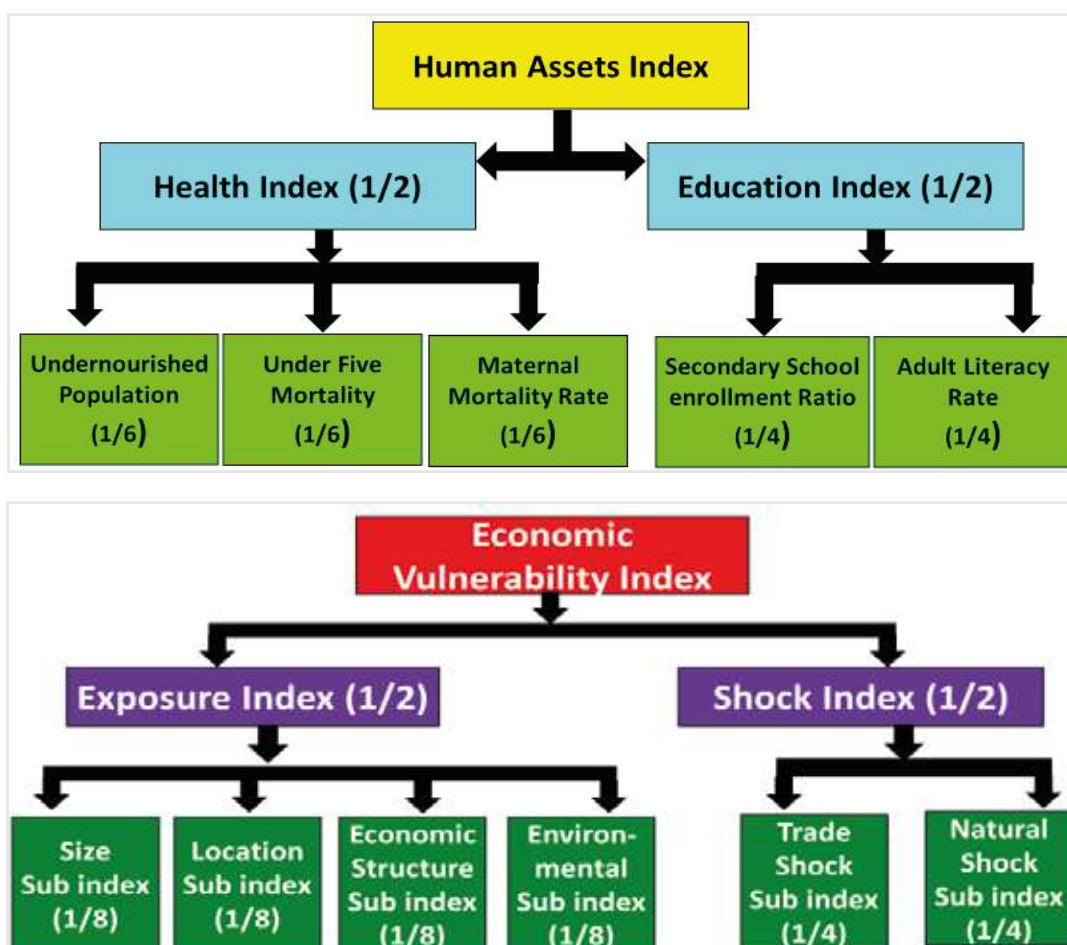 Human Assets Index
Health Index (1/2)
Education Index (1/2)
Undernourished
Population
(1/6)
Under Five
Mortality
(1/6)
Maternal
Mortality Rate
(1/6)
Secondary School
enrollment Ratio
(1/4)
Adult Literacy
Rate
(1/4)
Economic
Vulnerability Index
Exposure Index (1/2)
Shock Index (1/2)
Size
Sub index
(1/8)
Location
Sub index
(1/8)
Economic
Structure
Sub index
(1/8)
Environ-
mental
Sub index
(1/8)
Trade
Shock
Sub index
(1/4)
Natural
Shock
Sub index
(1/4)